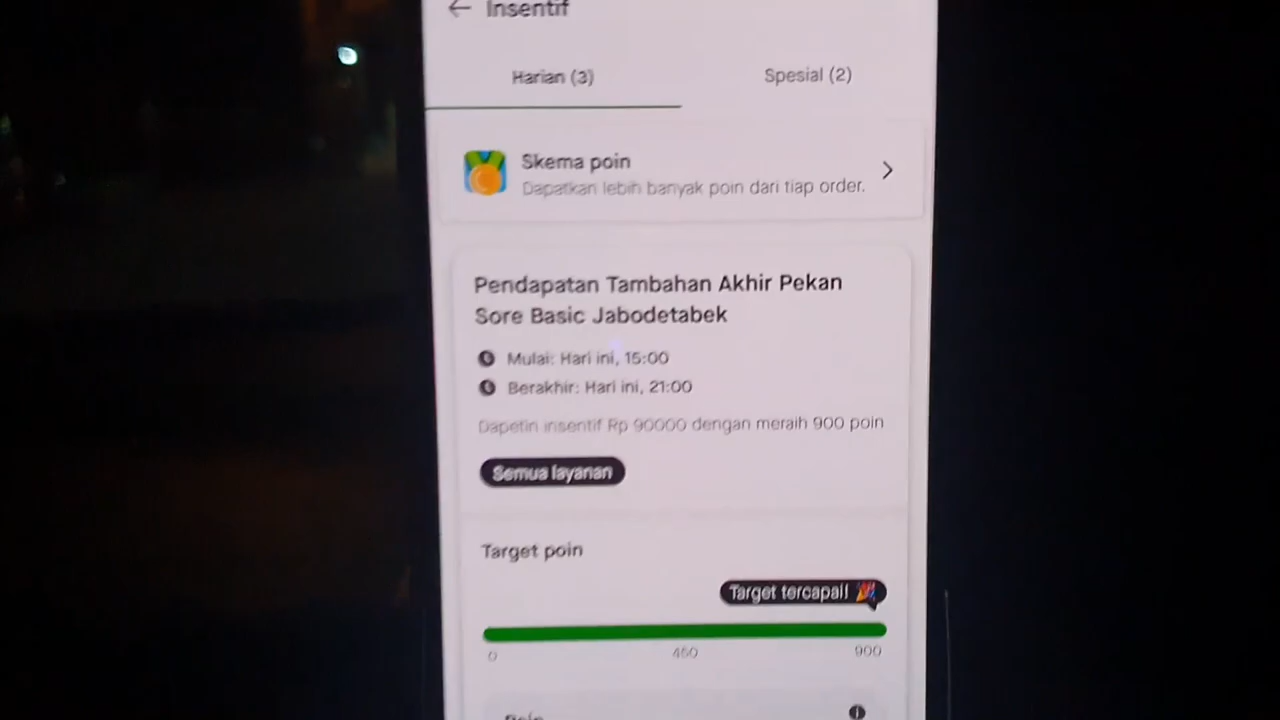 Insentif
Harian (3)
Spesial (2)
Skema poin
Dapatkan lebih banyak poin dari tiap order.
Pendapatan Tambahan Akhir Pekan
Sore Basic Jabodetabek
Mulai: Hari ini, 15:00
Berakhir: Hari ini, 21:00
Dapetin insentif Rp 90000 dengan meraih 900 poin
Semua layanan
Target poin
Target tercapai! 🎉
0
450
900